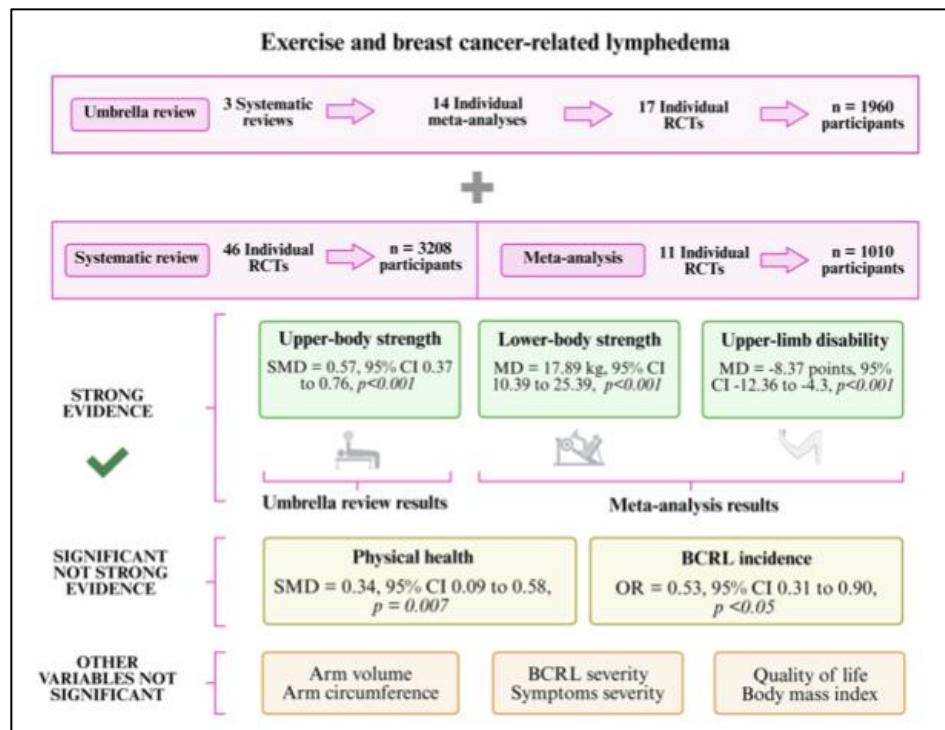 Exercise and breast cancer-related lymphedema
Umbrella review
3 Systematic
reviews
14 Individual
meta-analyses
17 Individual
RCTs
n = 1960
participants
Systematic review
46 Individual
RCTs
n = 3208
participants
Meta-analysis
11 Individual
RCTs
n = 1010
participants
STRONG
EVIDENCE
Upper-body strength
SMD = 0.57, 95% CI 0.37
to 0.76, p<0.001
Lower-body strength
MD = 17.89 kg, 95% CI
10.39 to 25.39, p<0.001
Upper-limb disability
MD = -8.37 points, 95%
CI -12.36 to -4.3, p<0.001
Umbrella review results
Meta-analysis results
SIGNIFICANT
NOT STRONG
EVIDENCE
Physical health
SMD = 0.34, 95% CI 0.09 to 0.58,
p = 0.007
BCRL incidence
OR = 0.53, 95% CI 0.31 to 0.90,
p <0.05
OTHER
VARIABLES NOT
SIGNIFICANT
Arm volume
Arm circumference
BCRL severity
Symptoms severity
Quality of life
Body mass index